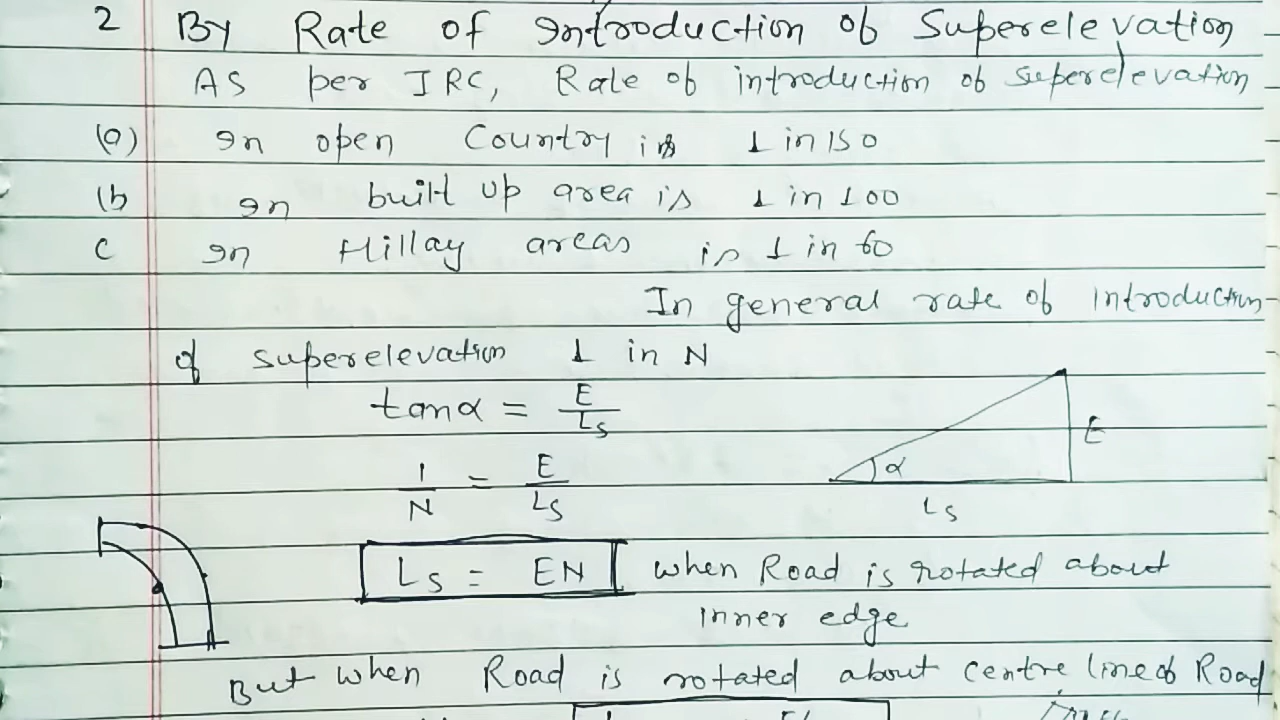 2 By Rate of Introduction of Superelevation
As per IRC, Rate of introduction of superelevation
(a) In open Country is 1 in 150
(b In built up area is 1 in 100
c In Hillay areas is 1 in 60
In general rate of introduction
of superelevation 1 in N
tanα = E/Ls
1/N = E/Ls
E
α
Ls
Ls = EN when Road is rotated about
inner edge
But when Road is rotated about centre line of Road